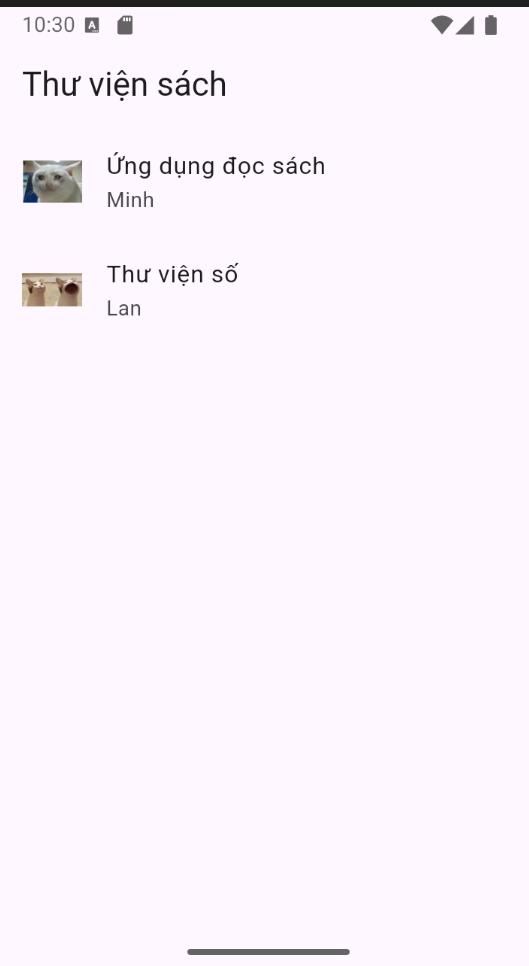 10:30 A
Thư viện sách
Ứng dụng đọc sách
Minh
Thư viện số
Lan